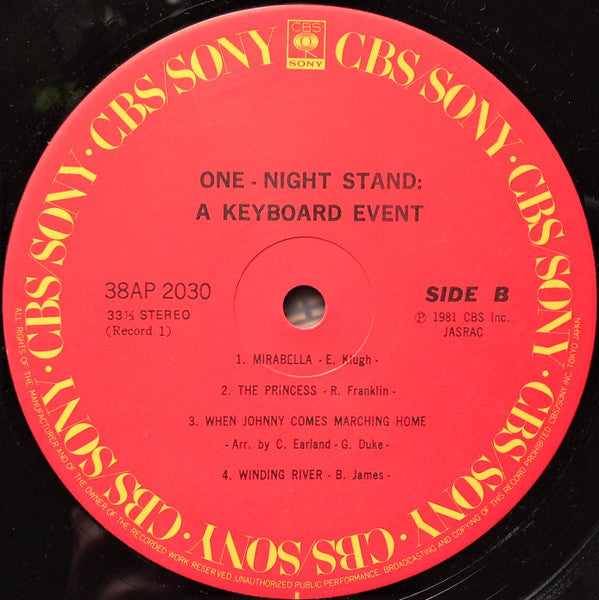 CBS
SONY
CBS/SONY · CBS/SONY · CBS/SONY · CBS/SONY · CBS/SONY · CBS/SONY · CBS/SONY · CBS/SONY
ONE - NIGHT STAND:
A KEYBOARD EVENT
38AP 2030
SIDE B
33⅓ STEREO
(Record 1)
Ⓟ 1981 CBS Inc.
JASRAC
1. MIRABELLA - E. Klugh -
2. THE PRINCESS - R. Franklin -
3. WHEN JOHNNY COMES MARCHING HOME
- Arr. by C. Earland - G. Duke -
4. WINDING RIVER - B. James -
ALL RIGHTS OF THE MANUFACTURER AND OF THE OWNER OF THE RECORDED WORK RESERVED. UNAUTHORIZED PUBLIC PERFORMANCE, BROADCASTING AND COPYING OF THIS RECORD PROHIBITED. CBS/SONY INC. TOKYO JAPAN